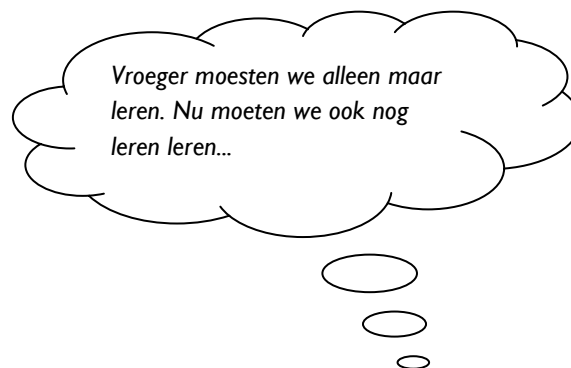 Vroeger moesten we alleen maar
leren. Nu moeten we ook nog
leren leren...